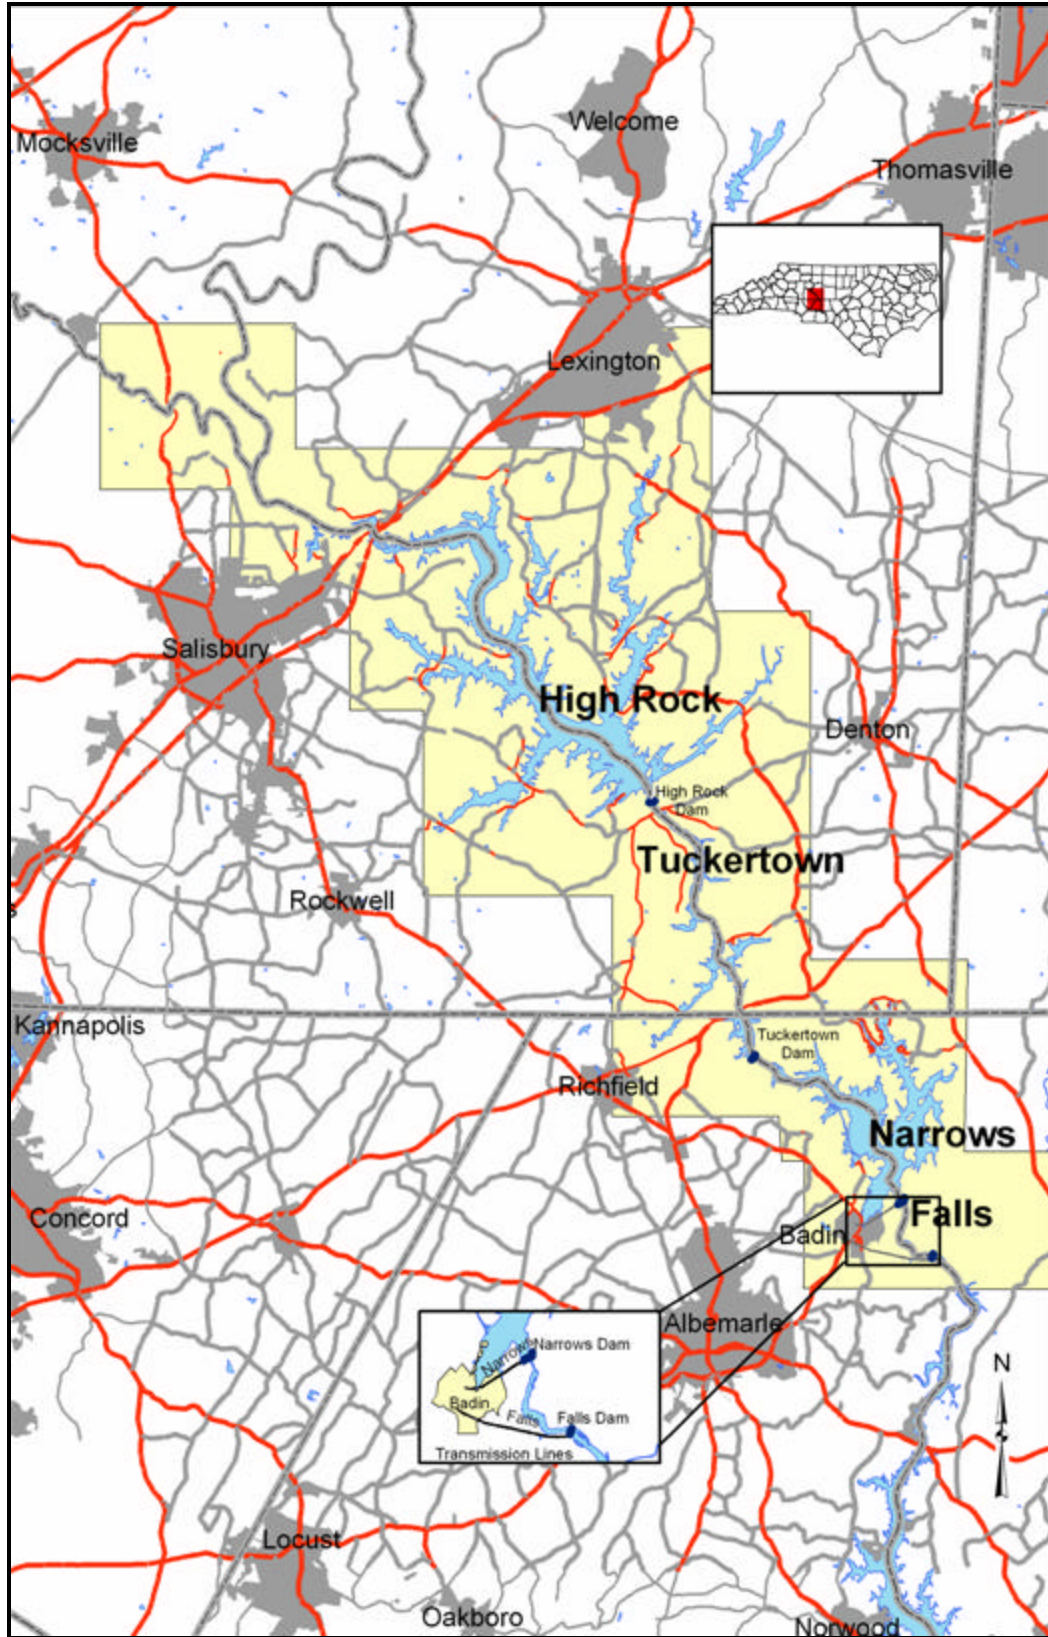 Welcome
Mocksville
Thomasville
Lexington
Salisbury
High Rock
Denton
High Rock
Dam
Tuckertown
Rockwell
s
Kannapolis
Tuckertown
Dam
Richfield
Narrows
Concord
Falls
Badin
Albemarle
Narrows
Narrows Dam
N
Badin
Falls
Falls Dam
Transmission Lines
Locust
Oakboro
Norwood